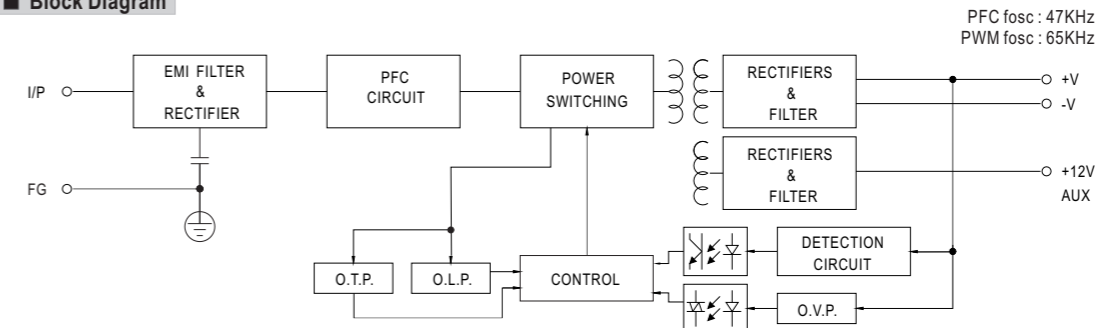 ■ Block Diagram
PFC fosc : 47KHz
PWM fosc : 65KHz
I/P
EMI FILTER
&
RECTIFIER
PFC
CIRCUIT
POWER
SWITCHING
RECTIFIERS
&
FILTER
+V
-V
RECTIFIERS
&
FILTER
+12V
AUX
FG
DETECTION
CIRCUIT
O.T.P.
O.L.P.
CONTROL
O.V.P.